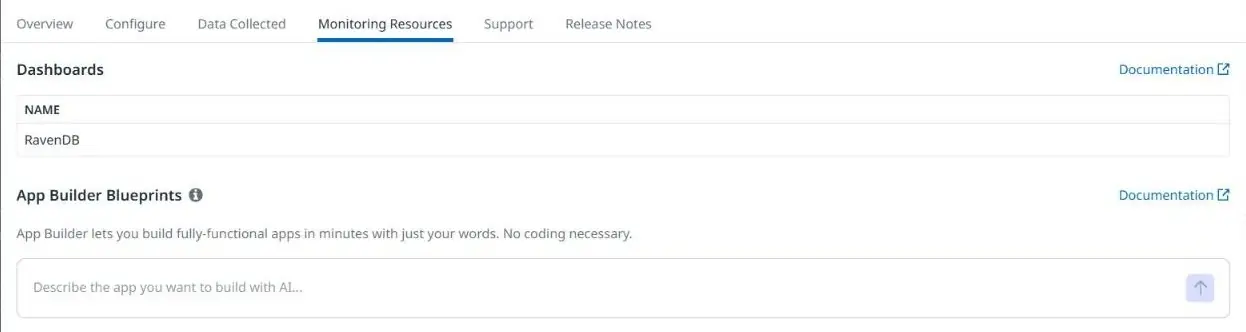 Overview Configure Data Collected Monitoring Resources Support Release Notes
Dashboards Documentation
NAME
RavenDB
App Builder Blueprints Documentation
App Builder lets you build fully-functional apps in minutes with just your words. No coding necessary.
Describe the app you want to build with AI...